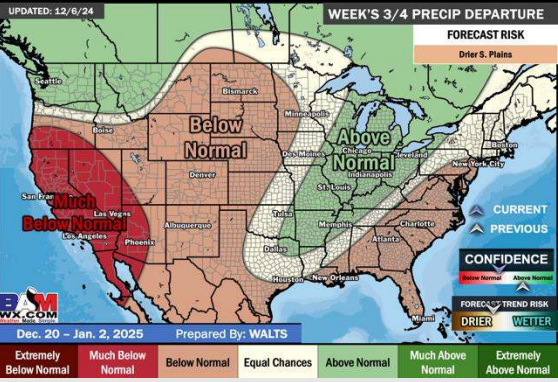 UPDATED: 12/6/24
WEEK'S 3/4 PRECIP DEPARTURE
FORECAST RISK
Drier S. Plains
Seattle
Bismarck
Minneapolis
Boise
Below
Normal
Above
Normal
Boston
Des Moines
Chicago
Cleveland
New York City
Denver
Indianapolis
St. Louis
San Fran
Much
Below Normal
Las Vegas
Los Angeles
Tulsa
Memphis
Charlotte
CURRENT
PREVIOUS
Phoenix
Albuquerque
Dallas
Atlanta
Houston
New Orleans
Miami
CONFIDENCE
Below Normal
Above Normal
FORECAST TREND RISK
DRIER
WETTER
BAM
WX.COM
Weather Made Simple
Dec. 20 – Jan. 2, 2025
Prepared By: WALTS
Extremely
Below Normal
Much Below
Normal
Below Normal
Equal Chances
Above Normal
Much Above
Normal
Extremely
Above Normal